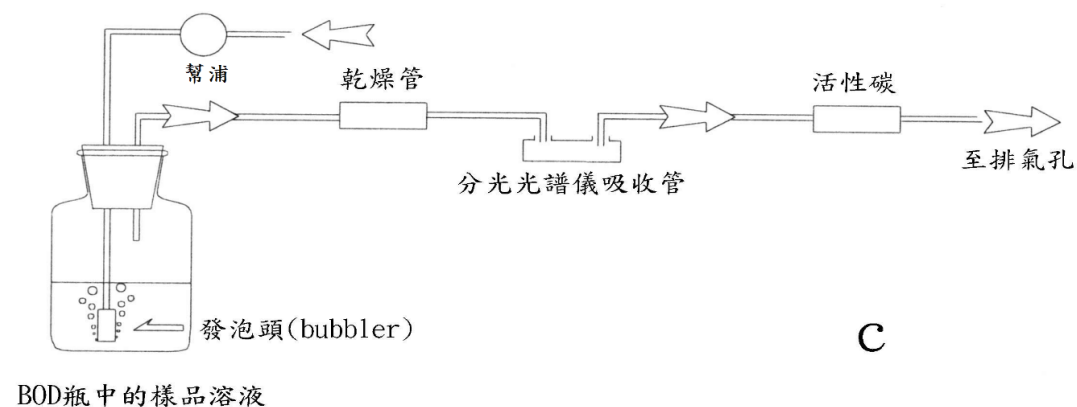 幫浦
乾燥管
活性碳
至排氣孔
分光光譜儀吸收管
發泡頭(bubbler)
C
BOD瓶中的樣品溶液